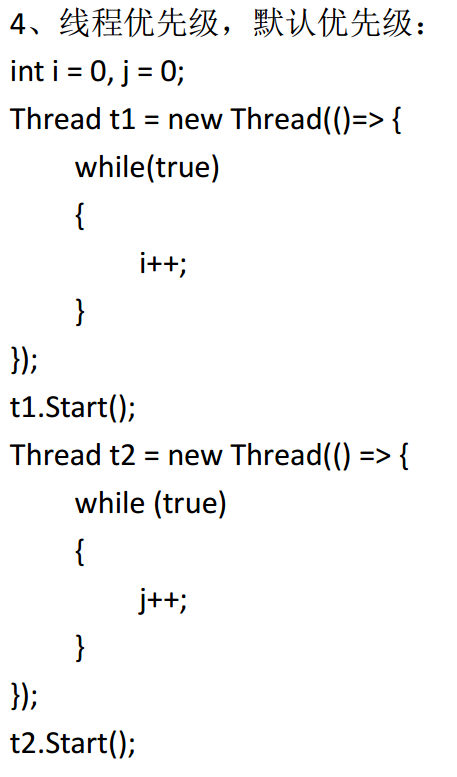 4、线程优先级，默认优先级：
int i = 0, j = 0;
Thread t1 = new Thread(()=> {
while(true)
{
i++;
}
});
t1.Start();
Thread t2 = new Thread(() => {
while (true)
{
j++;
}
});
t2.Start();